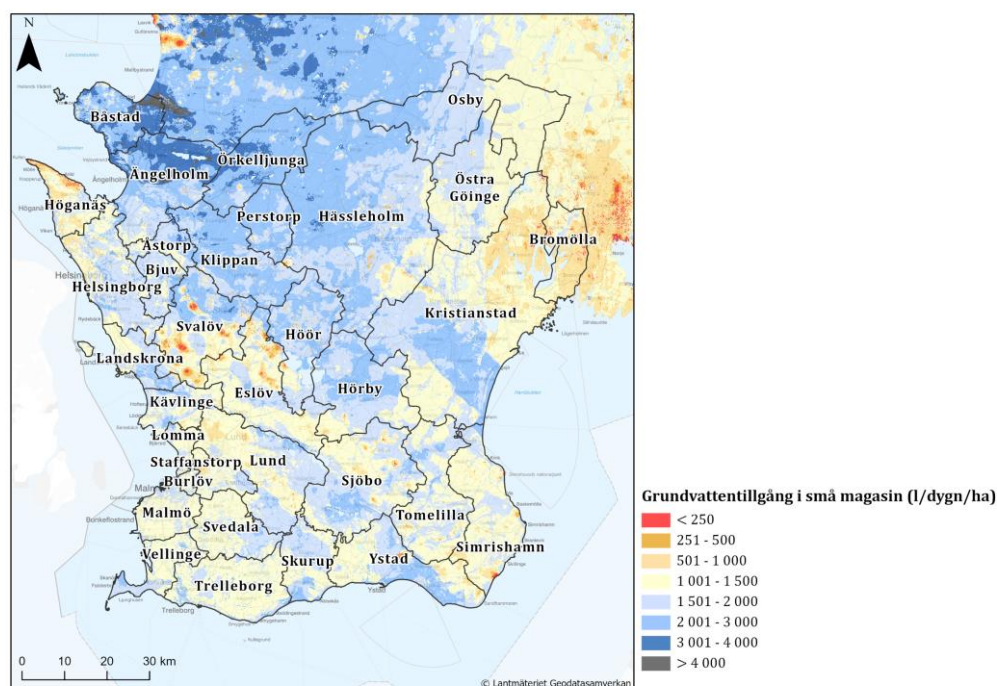 N
Osby
Båstad
Örkelljunga
Ängelholm
Östra
Göinge
Perstorp
Hässleholm
Höganäs
Bromölla
Åstorp
Klippan
Bjuv
Helsingborg
Kristianstad
Svalöv
Höör
Landskrona
Hörby
Eslöv
Kävlinge
Lomma
Staffanstorp
Lund
Burlöv
Sjöbo
Malmö
Tomelilla
Svedala
Simrishamn
Vellinge
Skurup
Ystad
Trelleborg
Trelleborg
Ystad
0 10 20 30 km
© Lantmäteriet Geodatasamverkan
Grundvattentillgång i små magasin (l/dygn/ha)
< 250
251 - 500
501 - 1 000
1 001 - 1 500
1 501 - 2 000
2 001 - 3 000
3 001 - 4 000
> 4 000